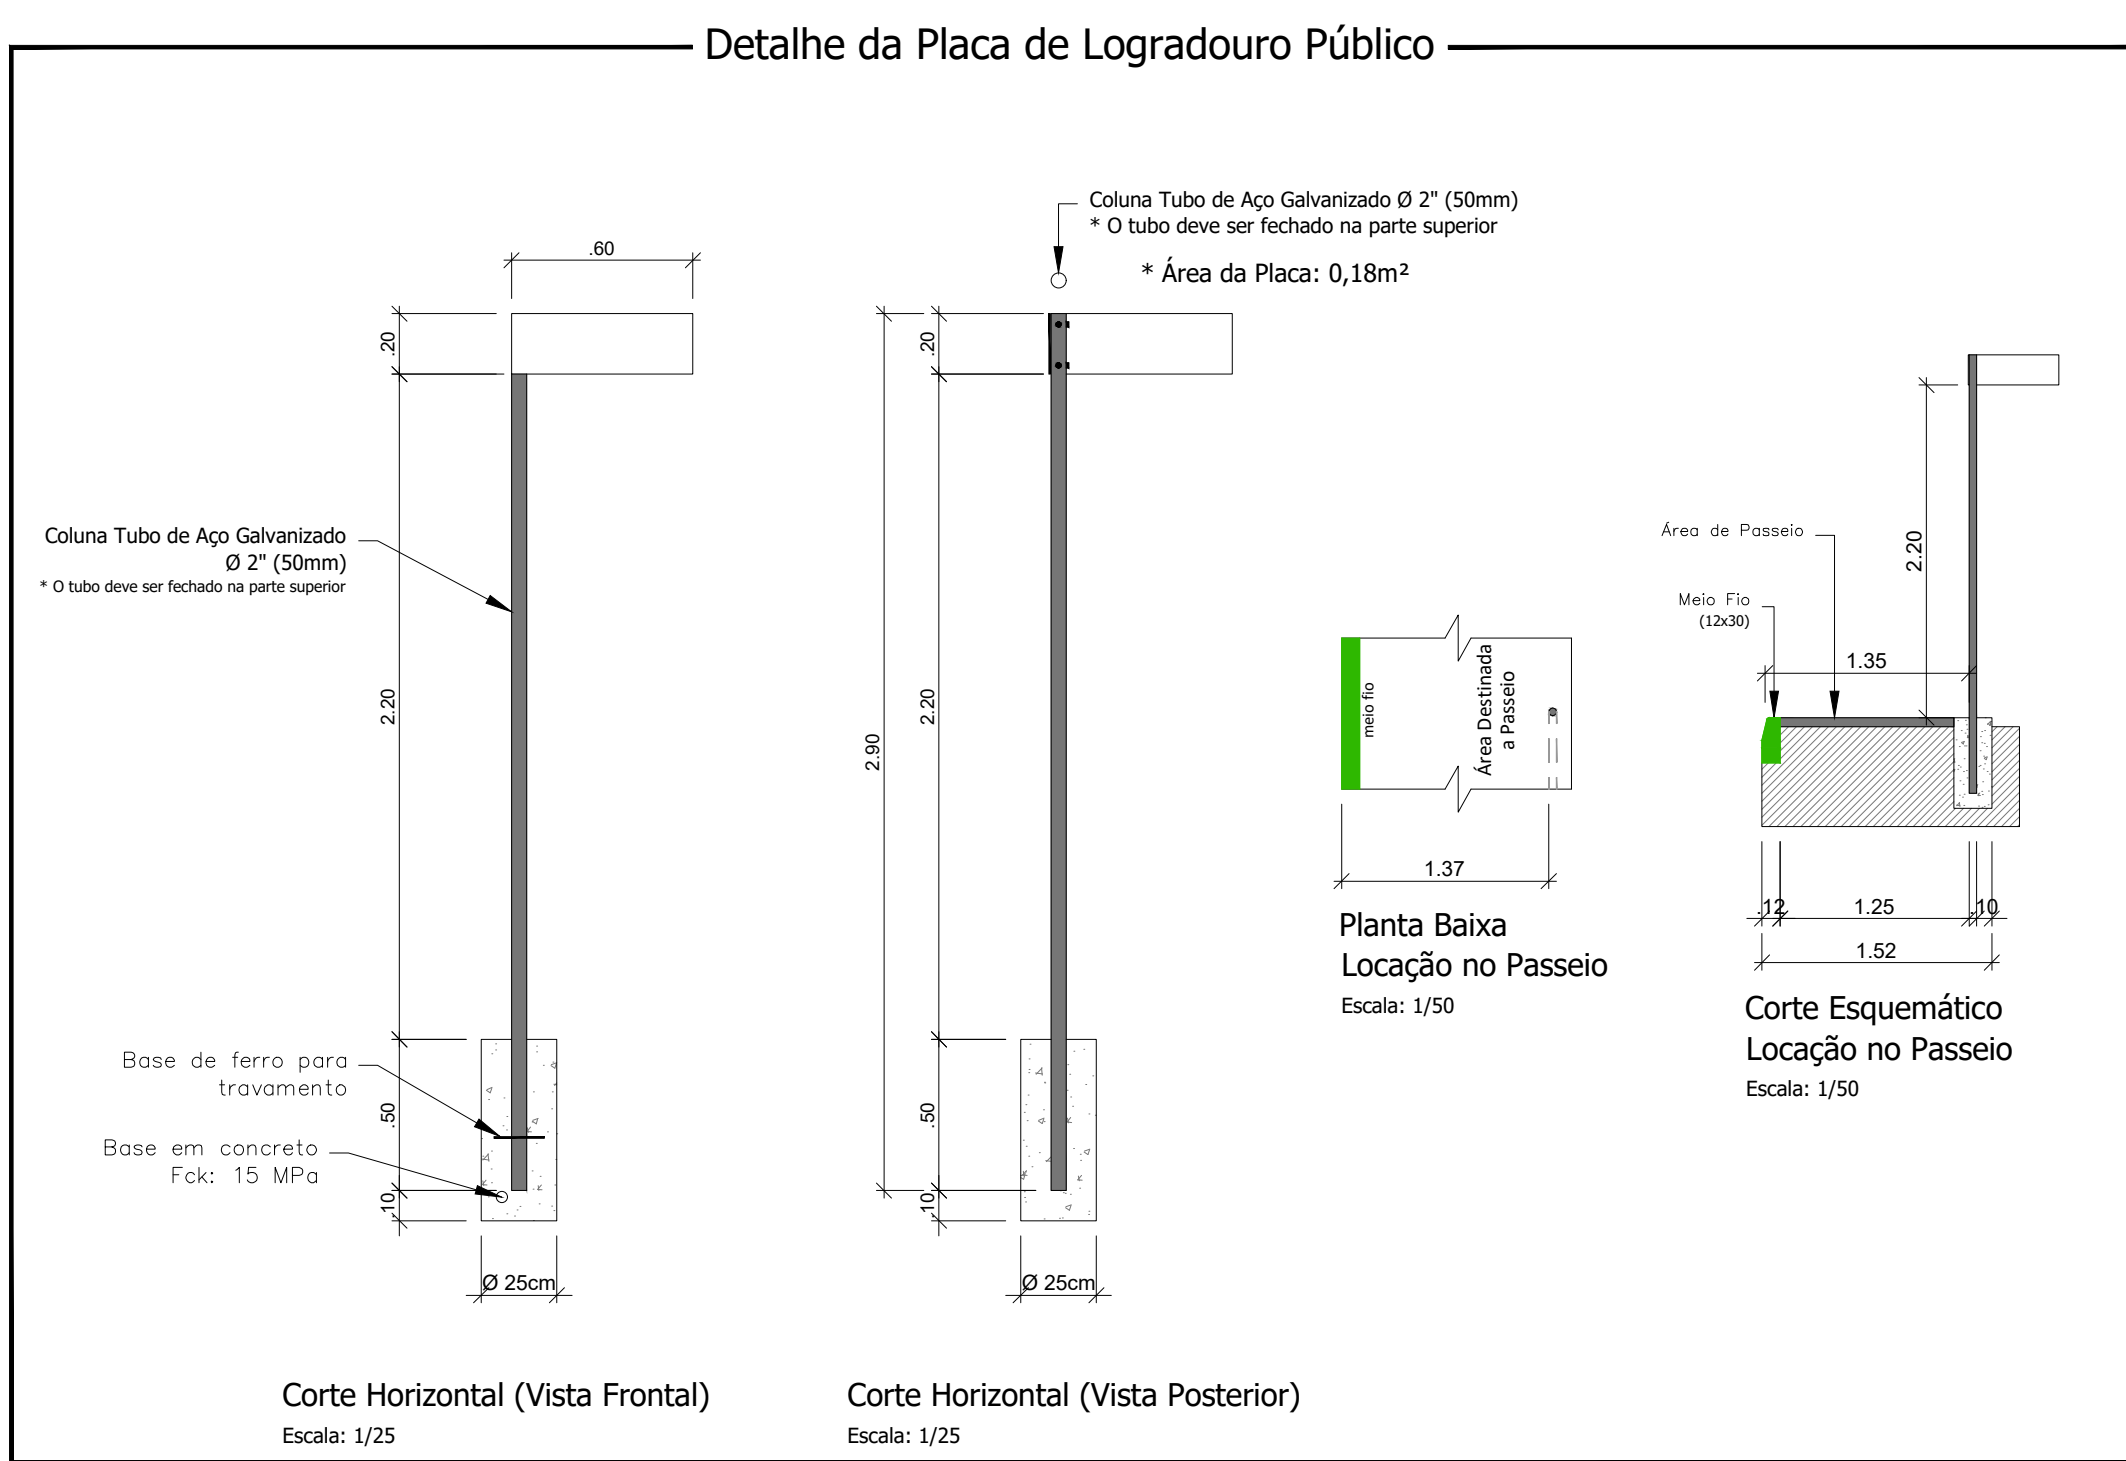 Detalhe da Placa de Logradouro Público
Coluna Tubo de Aço Galvanizado Ø 2" (50mm)
* O tubo deve ser fechado na parte superior
* Área da Placa: 0,18m²
.60
.20
Coluna Tubo de Aço Galvanizado
Ø 2" (50mm)
* O tubo deve ser fechado na parte superior
2.20
Base de ferro para
travamento
.50
Base em concreto
Fck: 15 MPa
.10
Ø 25cm
Corte Horizontal (Vista Frontal)
Escala: 1/25
.20
2.20
2.90
.50
.10
Ø 25cm
Corte Horizontal (Vista Posterior)
Escala: 1/25
meio fio
Área Destinada
a Passeio
1.37
Planta Baixa
Locação no Passeio
Escala: 1/50
2.20
Área de Passeio
Meio Fio
(12x30)
1.35
.12
1.25
.10
1.52
Corte Esquemático
Locação no Passeio
Escala: 1/50